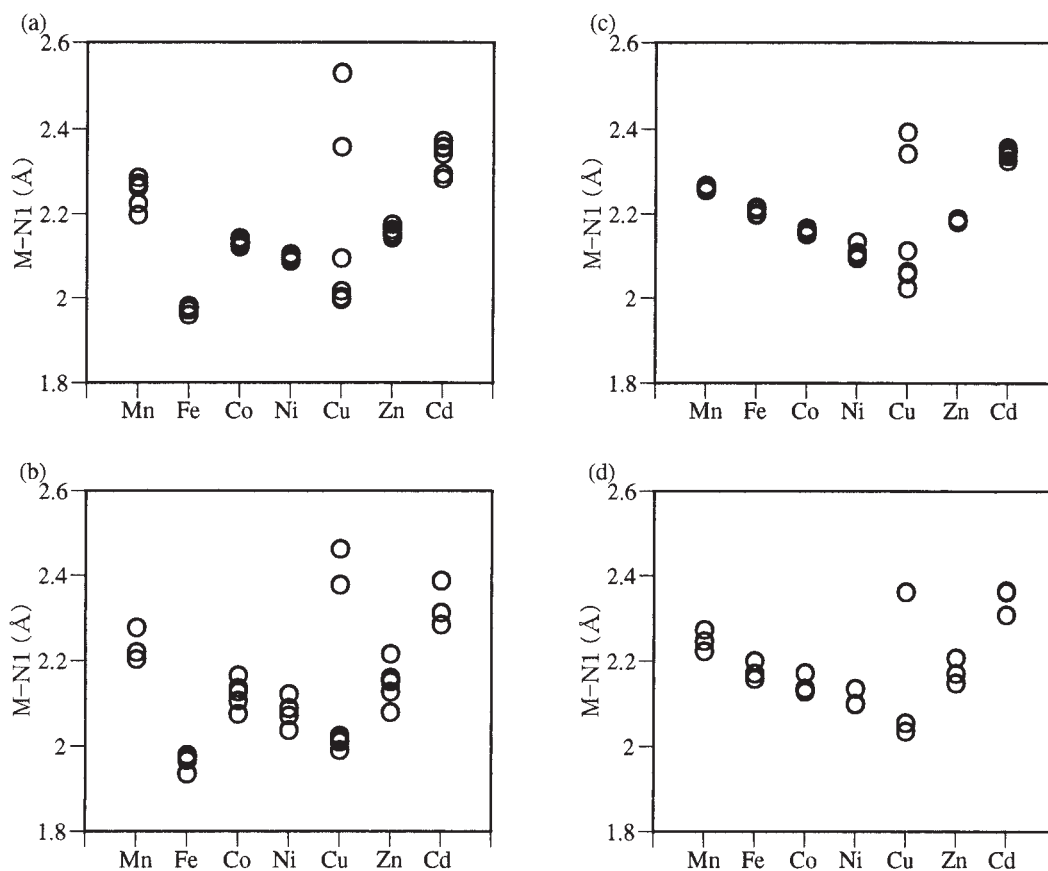 (a)
2.6
2.4
2.2
2
1.8
M–N1 (Å)
Mn Fe Co Ni Cu Zn Cd
(c)
2.6
2.4
2.2
2
1.8
M–N1 (Å)
Mn Fe Co Ni Cu Zn Cd
(b)
2.6
2.4
2.2
2
1.8
M–N1 (Å)
Mn Fe Co Ni Cu Zn Cd
(d)
2.6
2.4
2.2
2
1.8
M–N1 (Å)
Mn Fe Co Ni Cu Zn Cd